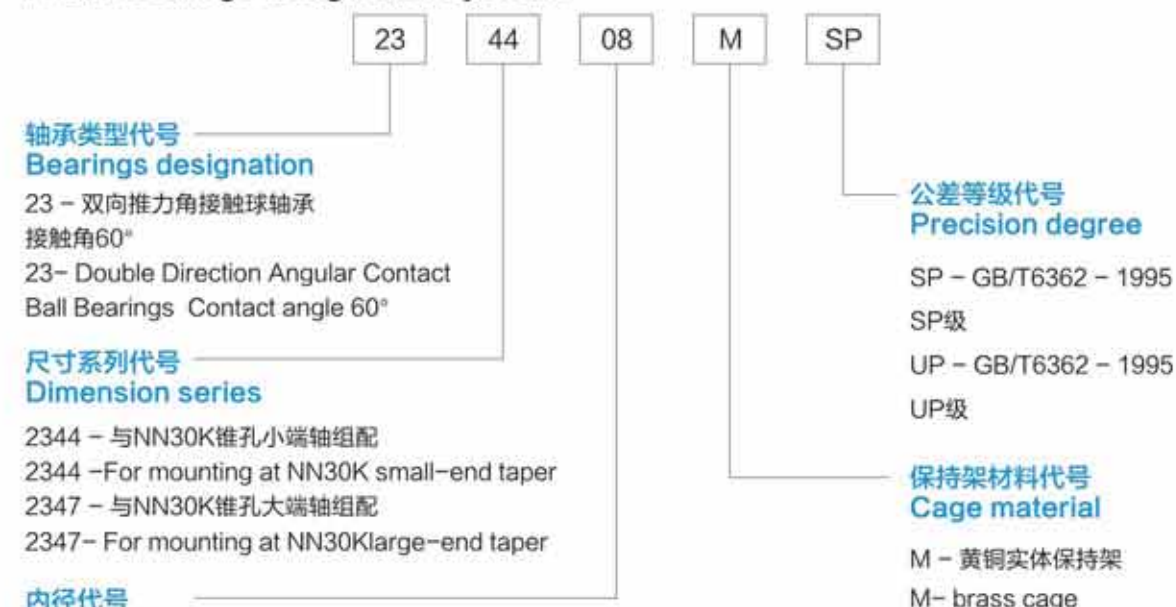 23 44 08 M SP
轴承类型代号
Bearings designation
23 – 双向推力角接触球轴承
接触角60°
23– Double Direction Angular Contact
Ball Bearings Contact angle 60°
尺寸系列代号
Dimension series
2344 – 与NN30K锥孔小端轴组配
2344 –For mounting at NN30K small–end taper
2347 – 与NN30K锥孔大端轴组配
2347– For mounting at NN30Klarge–end taper
内径代号
公差等级代号
Precision degree
SP – GB/T6362 – 1995
SP级
UP – GB/T6362 – 1995
UP级
保持架材料代号
Cage material
M – 黄铜实体保持架
M– brass cage